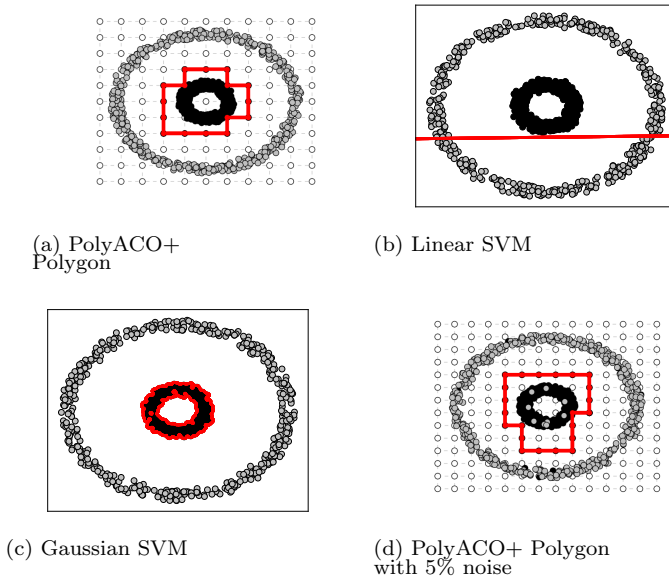 (a) PolyACO+
Polygon
(b) Linear SVM
(c) Gaussian SVM
(d) PolyACO+ Polygon
with 5% noise